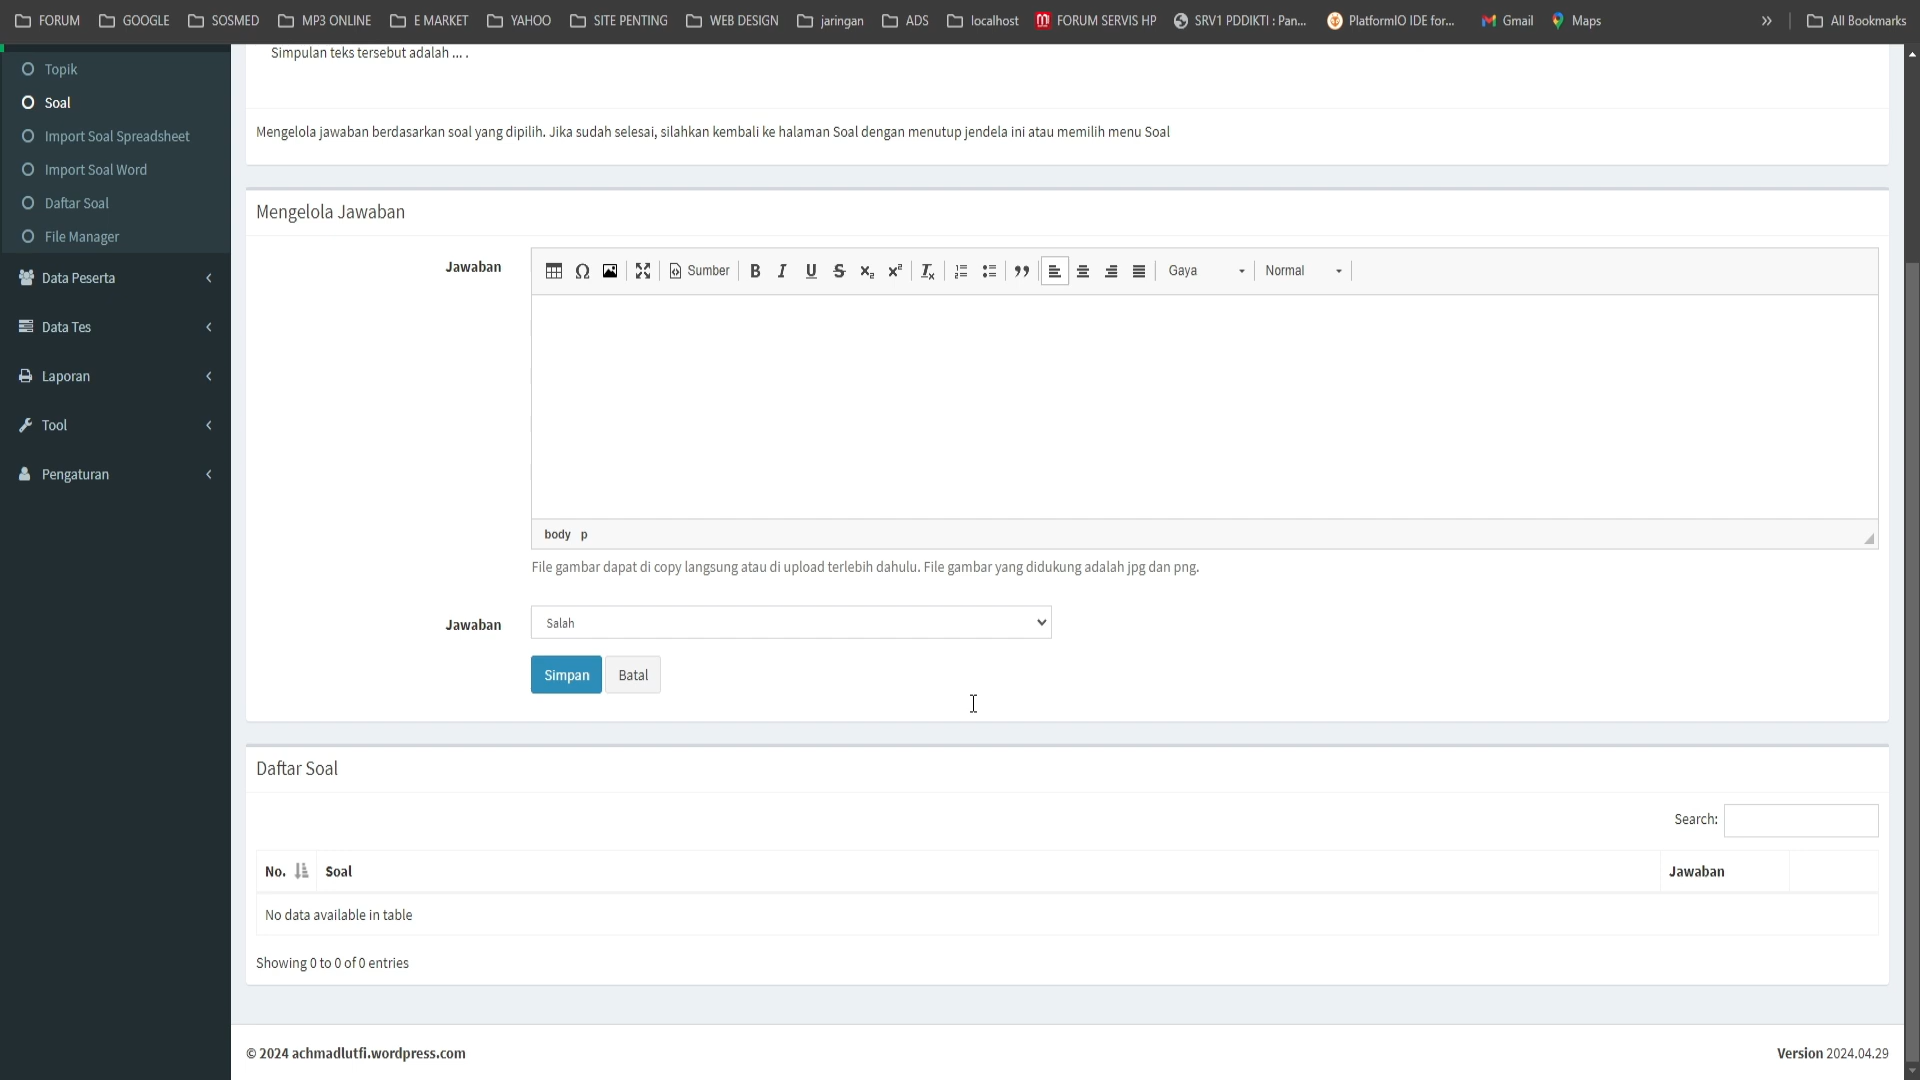 FORUM GOOGLE SOSMED MP3 ONLINE E MARKET YAHOO SITE PENTING WEB DESIGN jaringan ADS localhost FORUM SERVIS HP SRV1 PDDIKTI : Pan... PlatformIO IDE for... Gmail Maps » All Bookmarks
Simpulan teks tersebut adalah ... .
Topik
Soal
Import Soal Spreadsheet
Import Soal Word
Daftar Soal
File Manager
Data Peserta
Data Tes
Laporan
Tool
Pengaturan
Mengelola jawaban berdasarkan soal yang dipilih. Jika sudah selesai, silahkan kembali ke halaman Soal dengan menutup jendela ini atau memilih menu Soal
Mengelola Jawaban
Jawaban
Sumber Gaya Normal
body p
File gambar dapat di copy langsung atau di upload terlebih dahulu. File gambar yang didukung adalah jpg dan png.
Jawaban Salah
Simpan Batal
Daftar Soal
Search:
No. Soal Jawaban
No data available in table
Showing 0 to 0 of 0 entries
© 2024 achmadlutfi.wordpress.com Version 2024.04.29